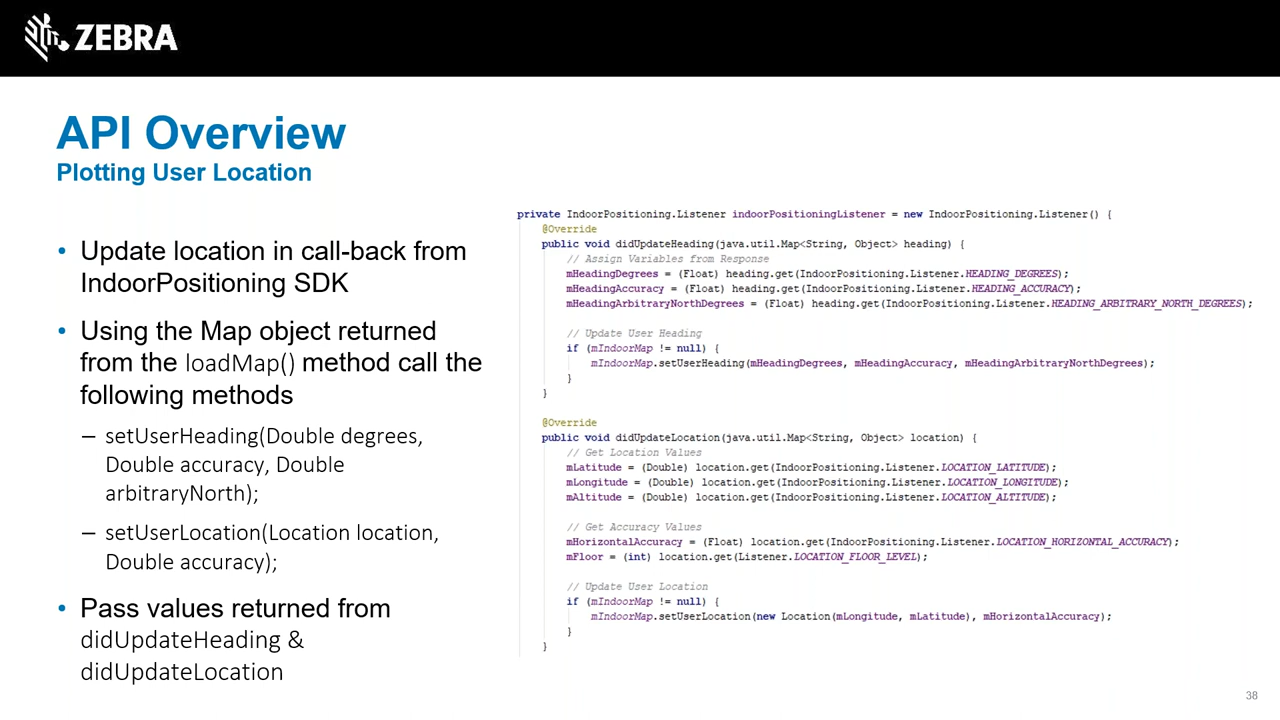 ZEBRA
API Overview
Plotting User Location
• Update location in call-back from
IndoorPositioning SDK
• Using the Map object returned
from the loadMap() method call the
following methods
– setUserHeading(Double degrees,
Double accuracy, Double
arbitraryNorth);
– setUserLocation(Location location,
Double accuracy);
• Pass values returned from
didUpdateHeading &
didUpdateLocation
private IndoorPositioning.Listener indoorPositioningListener = new IndoorPositioning.Listener() {
@Override
public void didUpdateHeading(java.util.Map<String, Object> heading) {
// Assign Variables from Response
mHeadingDegrees = (Float) heading.get(IndoorPositioning.Listener.HEADING_DEGREES);
mHeadingAccuracy = (Float) heading.get(IndoorPositioning.Listener.HEADING_ACCURACY);
mHeadingArbitraryNorthDegrees = (Float) heading.get(IndoorPositioning.Listener.HEADING_ARBITRARY_NORTH_DEGREES);
// Update User Heading
if (mIndoorMap != null) {
mIndoorMap.setUserHeading(mHeadingDegrees, mHeadingAccuracy, mHeadingArbitraryNorthDegrees);
}
}
@Override
public void didUpdateLocation(java.util.Map<String, Object> location) {
// Get Location Values
mLatitude = (Double) location.get(IndoorPositioning.Listener.LOCATION_LATITUDE);
mLongitude = (Double) location.get(IndoorPositioning.Listener.LOCATION_LONGITUDE);
mAltitude = (Double) location.get(IndoorPositioning.Listener.LOCATION_ALTITUDE);
// Get Accuracy Values
mHorizontalAccuracy = (Float) location.get(IndoorPositioning.Listener.LOCATION_HORIZONTAL_ACCURACY);
mFloor = (int) location.get(Listener.LOCATION_FLOOR_LEVEL);
// Update User Location
if (mIndoorMap != null) {
mIndoorMap.setUserLocation(new Location(mLongitude, mLatitude), mHorizontalAccuracy);
}
}
38